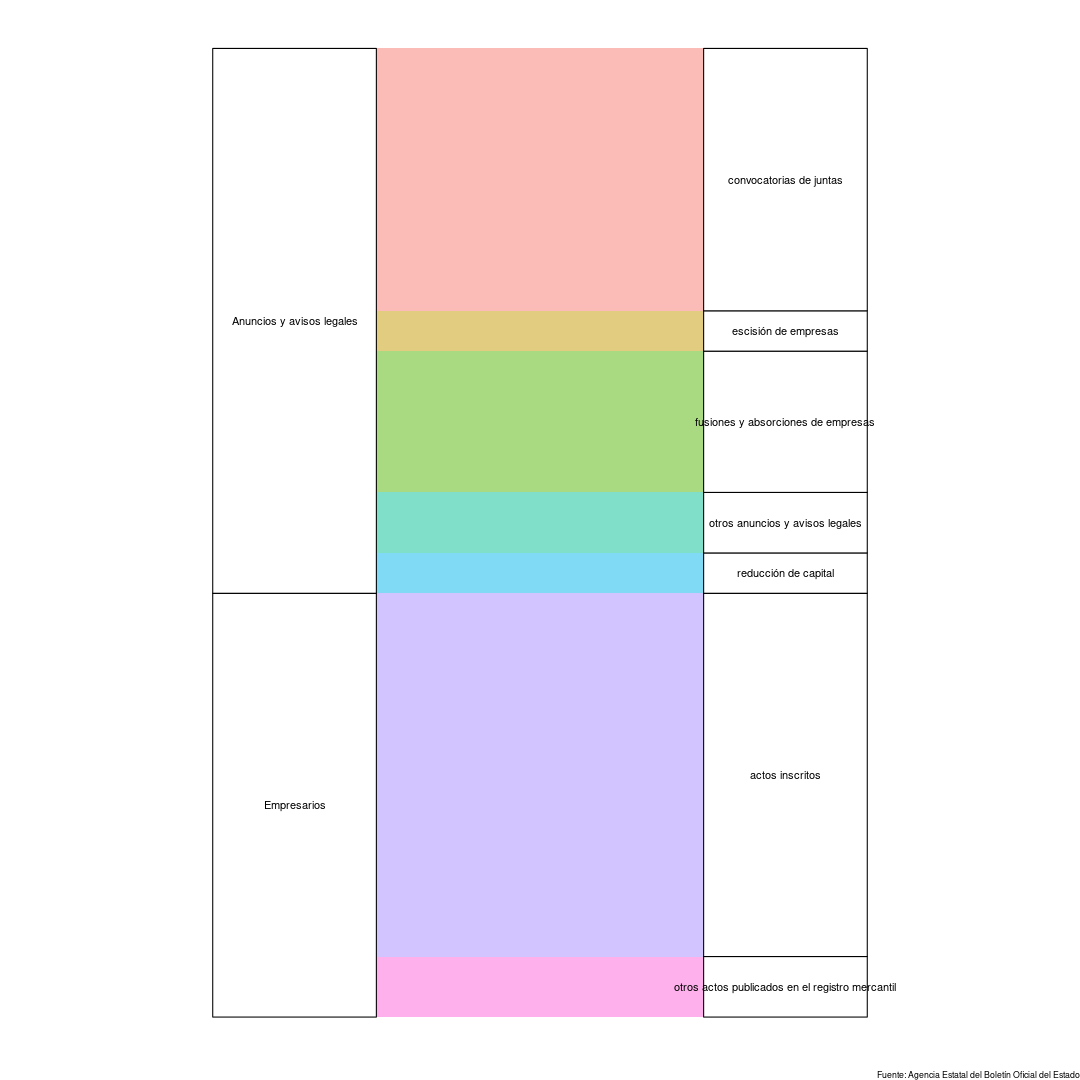 convocatorias de juntas
Anuncios y avisos legales
escisión de empresas
fusiones y absorciones de empresas
otros anuncios y avisos legales
reducción de capital
actos inscritos
Empresarios
otros actos publicados en el registro mercantil
Fuente: Agencia Estatal del Boletín Oficial del Estado